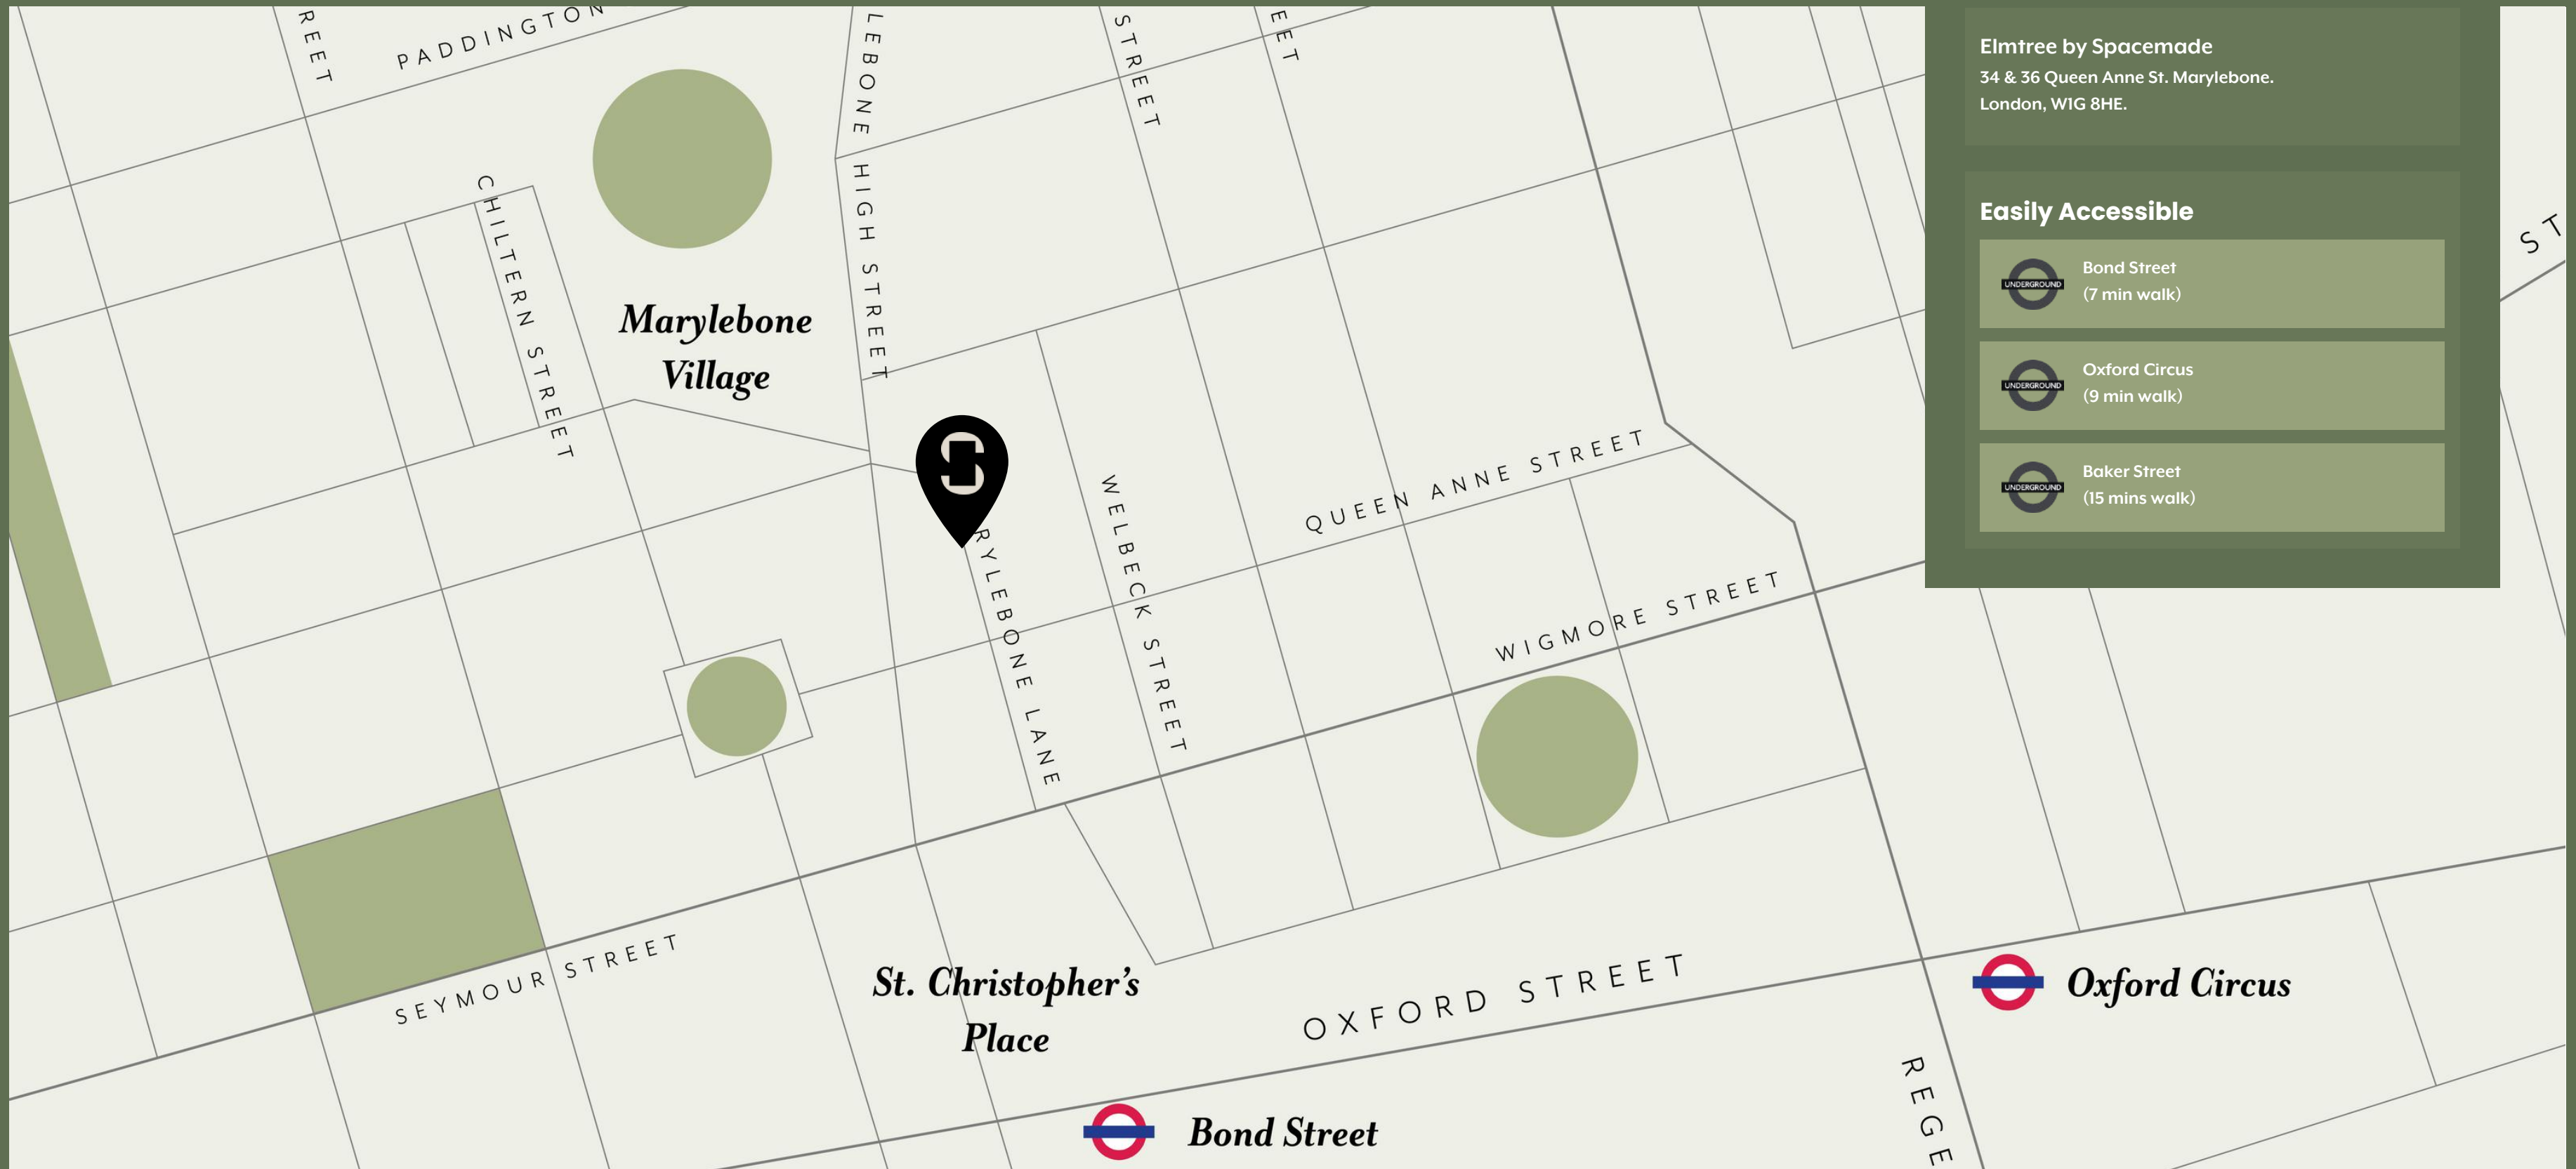 REET
PADDINGTON
LEBONE HIGH STREET
STREET
EET
CHILTERN STREET
Marylebone
Village
RYLEBONE LANE
WELBECK STREET
QUEEN ANNE STREET
WIGMORE STREET
SEYMOUR STREET
St. Christopher's
Place
OXFORD STREET
Bond Street
Oxford Circus
REGE
ST
Elmtree by Spacemade
34 & 36 Queen Anne St. Marylebone.
London, W1G 8HE.
Easily Accessible
UNDERGROUND
Bond Street
(7 min walk)
UNDERGROUND
Oxford Circus
(9 min walk)
UNDERGROUND
Baker Street
(15 mins walk)